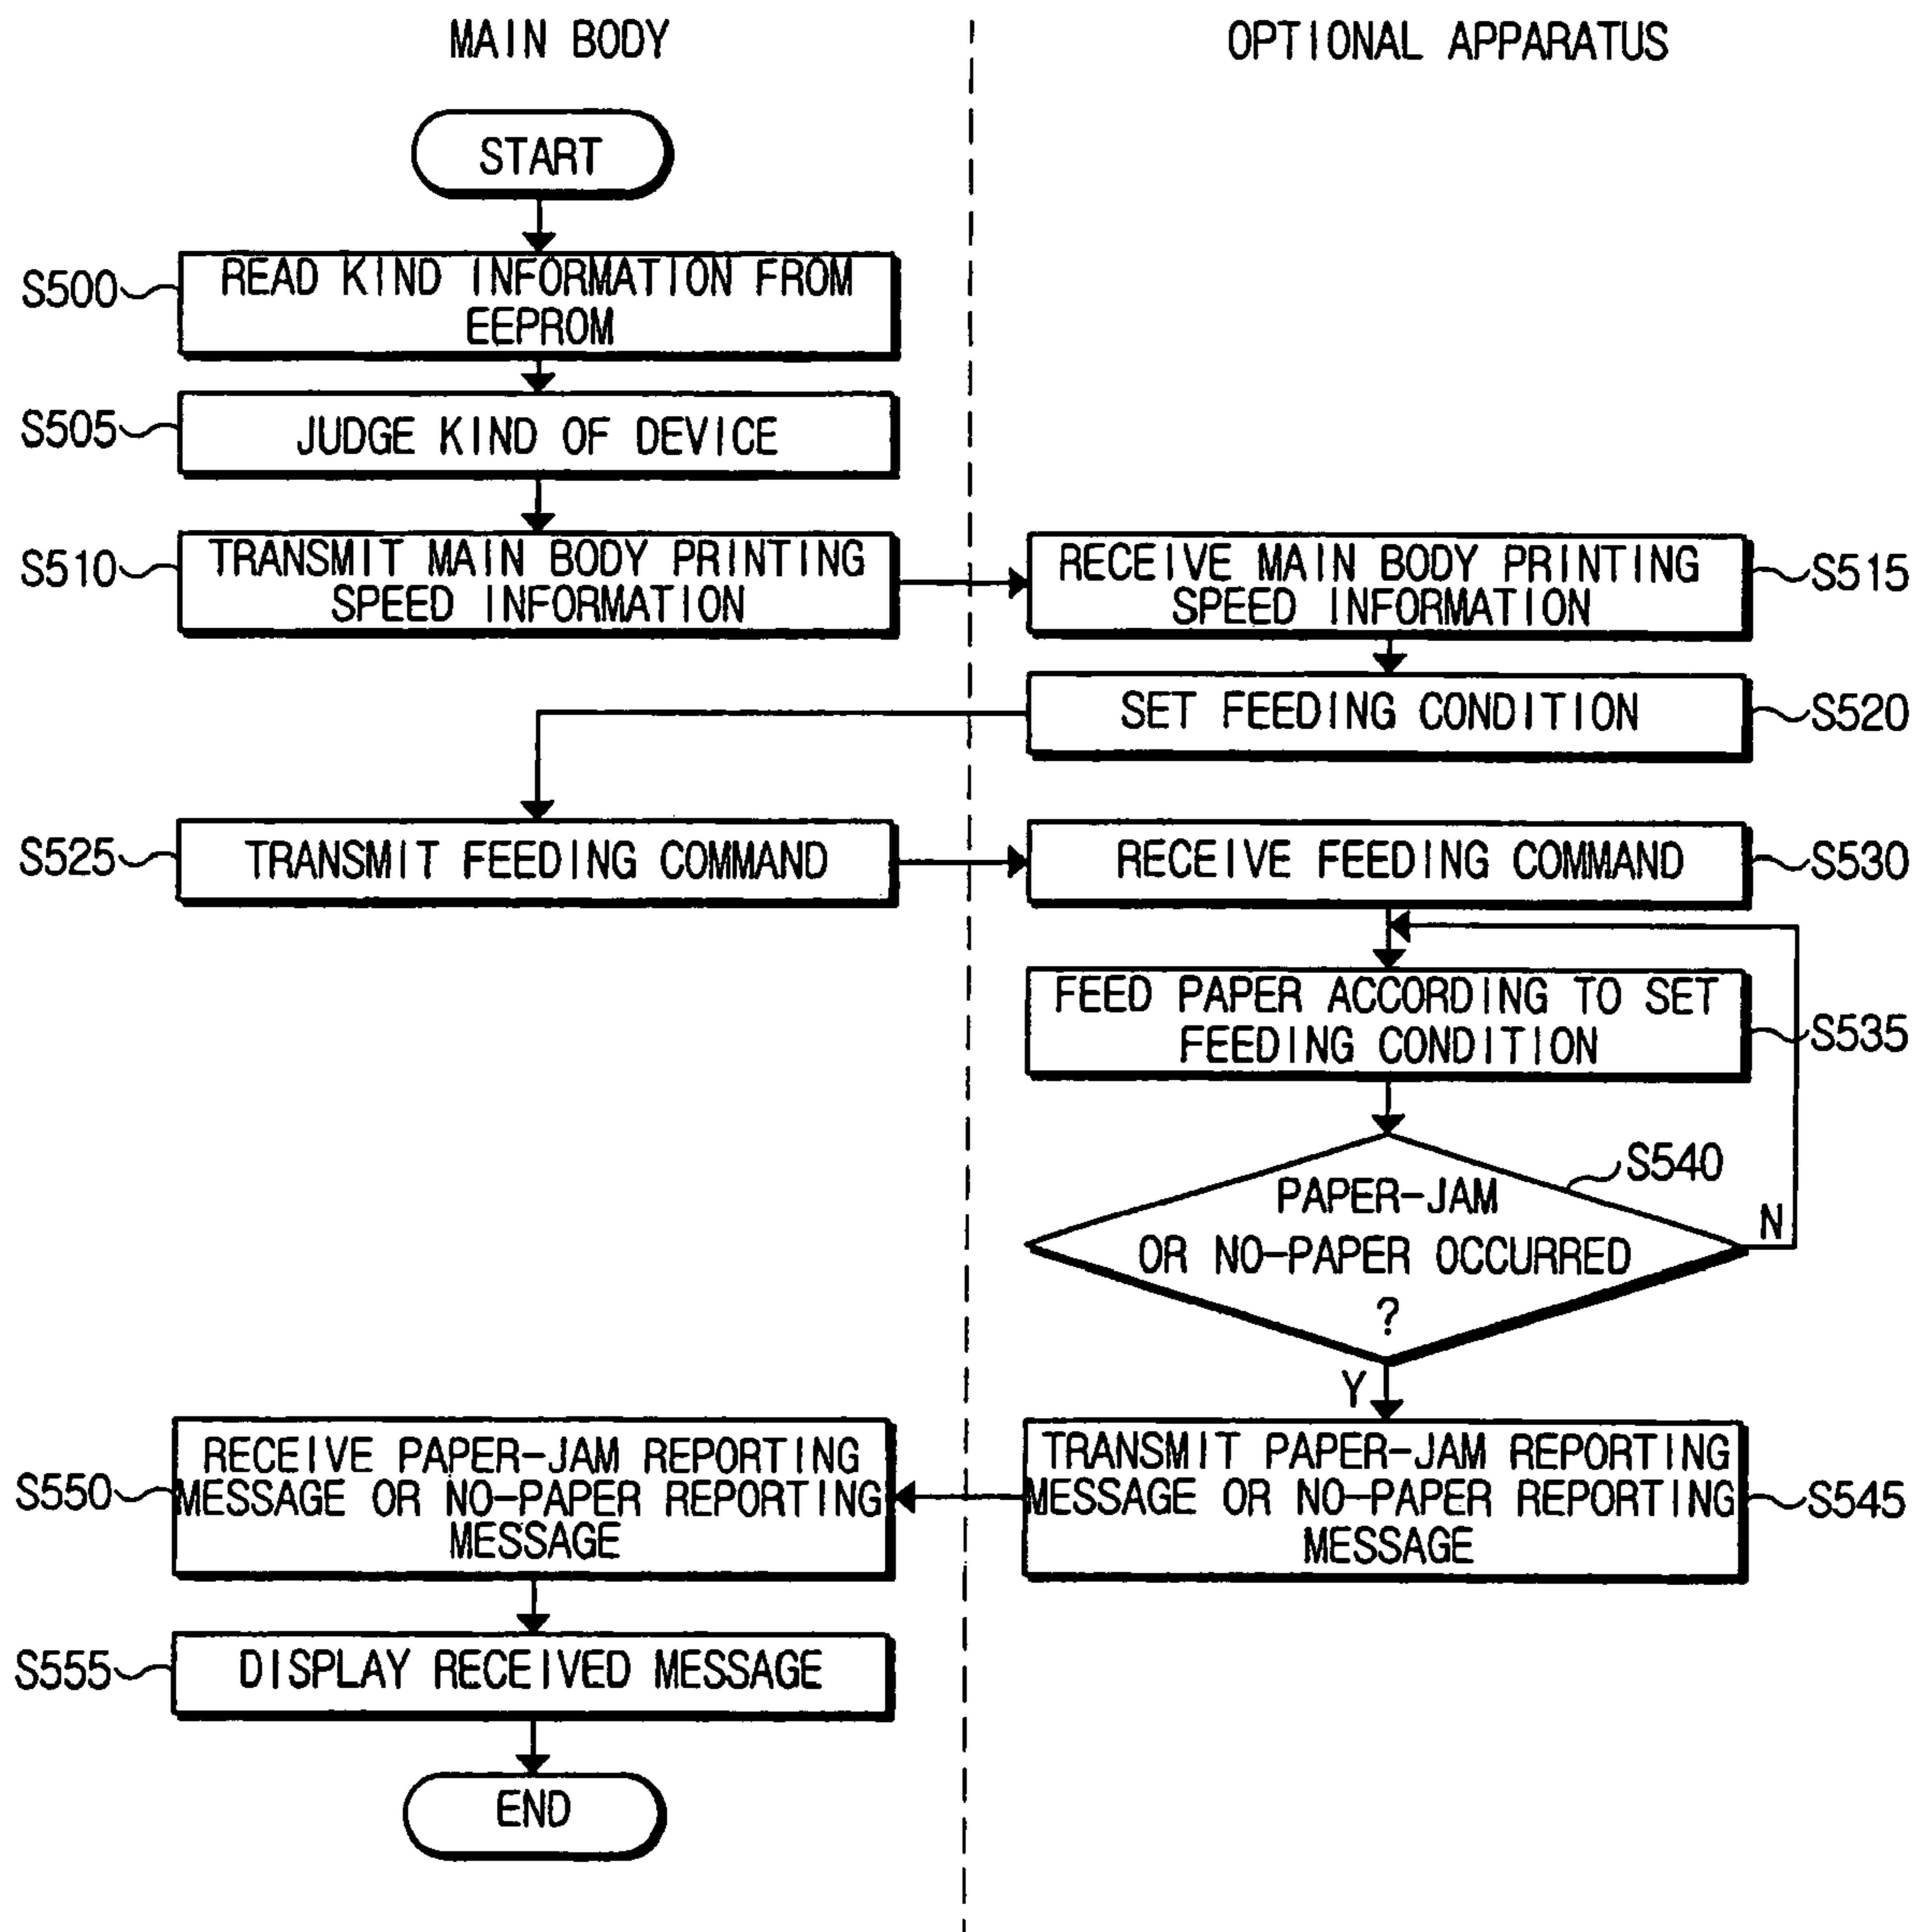 MAIN BODY
OPTIONAL APPARATUS
START
S500
READ KIND INFORMATION FROM
EEPROM
S505
JUDGE KIND OF DEVICE
S510
TRANSMIT MAIN BODY PRINTING
SPEED INFORMATION
RECEIVE MAIN BODY PRINTING
SPEED INFORMATION
S515
SET FEEDING CONDITION
S520
S525
TRANSMIT FEEDING COMMAND
RECEIVE FEEDING COMMAND
S530
FEED PAPER ACCORDING TO SET
FEEDING CONDITION
S535
S540
PAPER-JAM
OR NO-PAPER OCCURRED
?
N
Y
TRANSMIT PAPER-JAM REPORTING
MESSAGE OR NO-PAPER REPORTING
MESSAGE
S545
S550
RECEIVE PAPER-JAM REPORTING
MESSAGE OR NO-PAPER REPORTING
MESSAGE
S555
DISPLAY RECEIVED MESSAGE
END